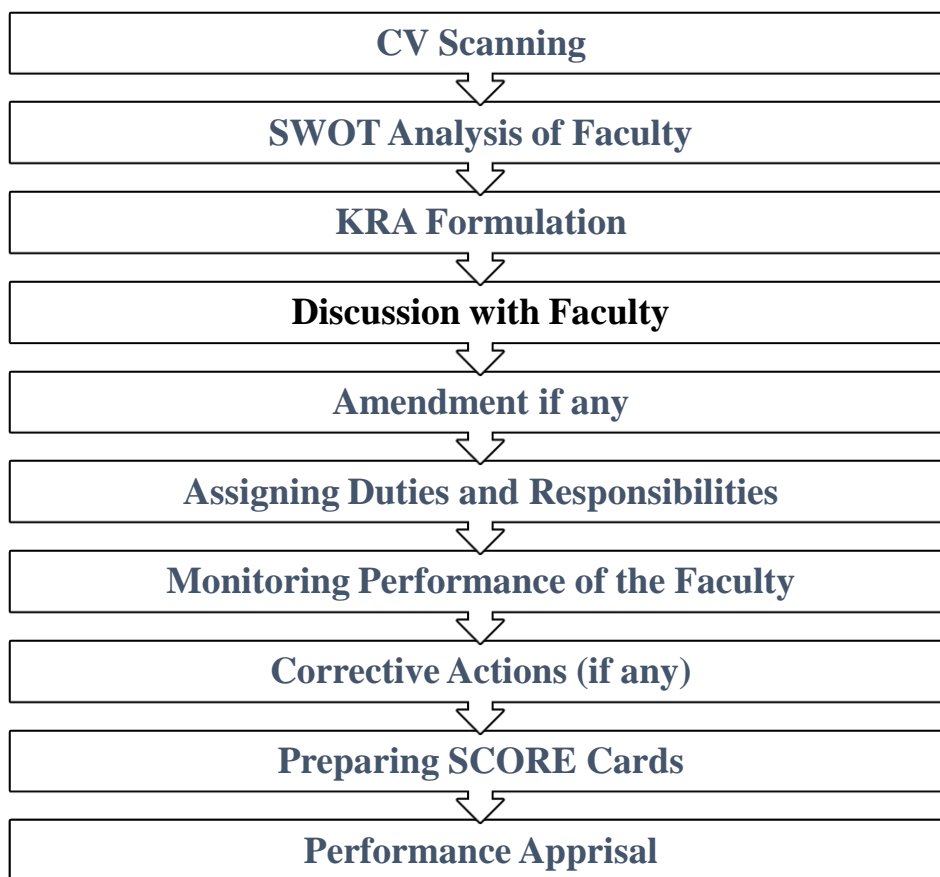 CV Scanning
SWOT Analysis of Faculty
KRA Formulation
Discussion with Faculty
Amendment if any
Assigning Duties and Responsibilities
Monitoring Performance of the Faculty
Corrective Actions (if any)
Preparing SCORE Cards
Performance Apprisal